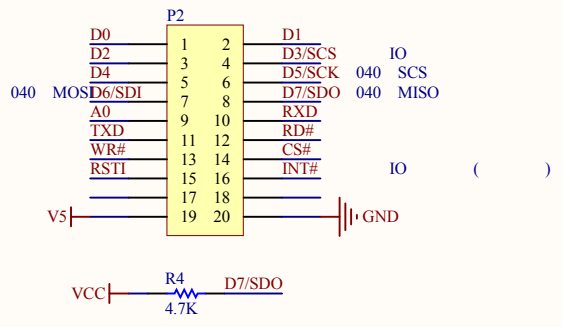 P2
D0 1 2 D1
D2 3 4 D3/SCS IO
D4 5 6 D5/SCK 040 SCS
040 MOSI D6/SDI 7 8 D7/SDO 040 MISO
A0 9 10 RXD
TXD 11 12 RD#
WR# 13 14 CS#
RSTI 15 16 INT# IO ( )
17 18
V5 19 20 GND
R4
VCC D7/SDO
4.7K